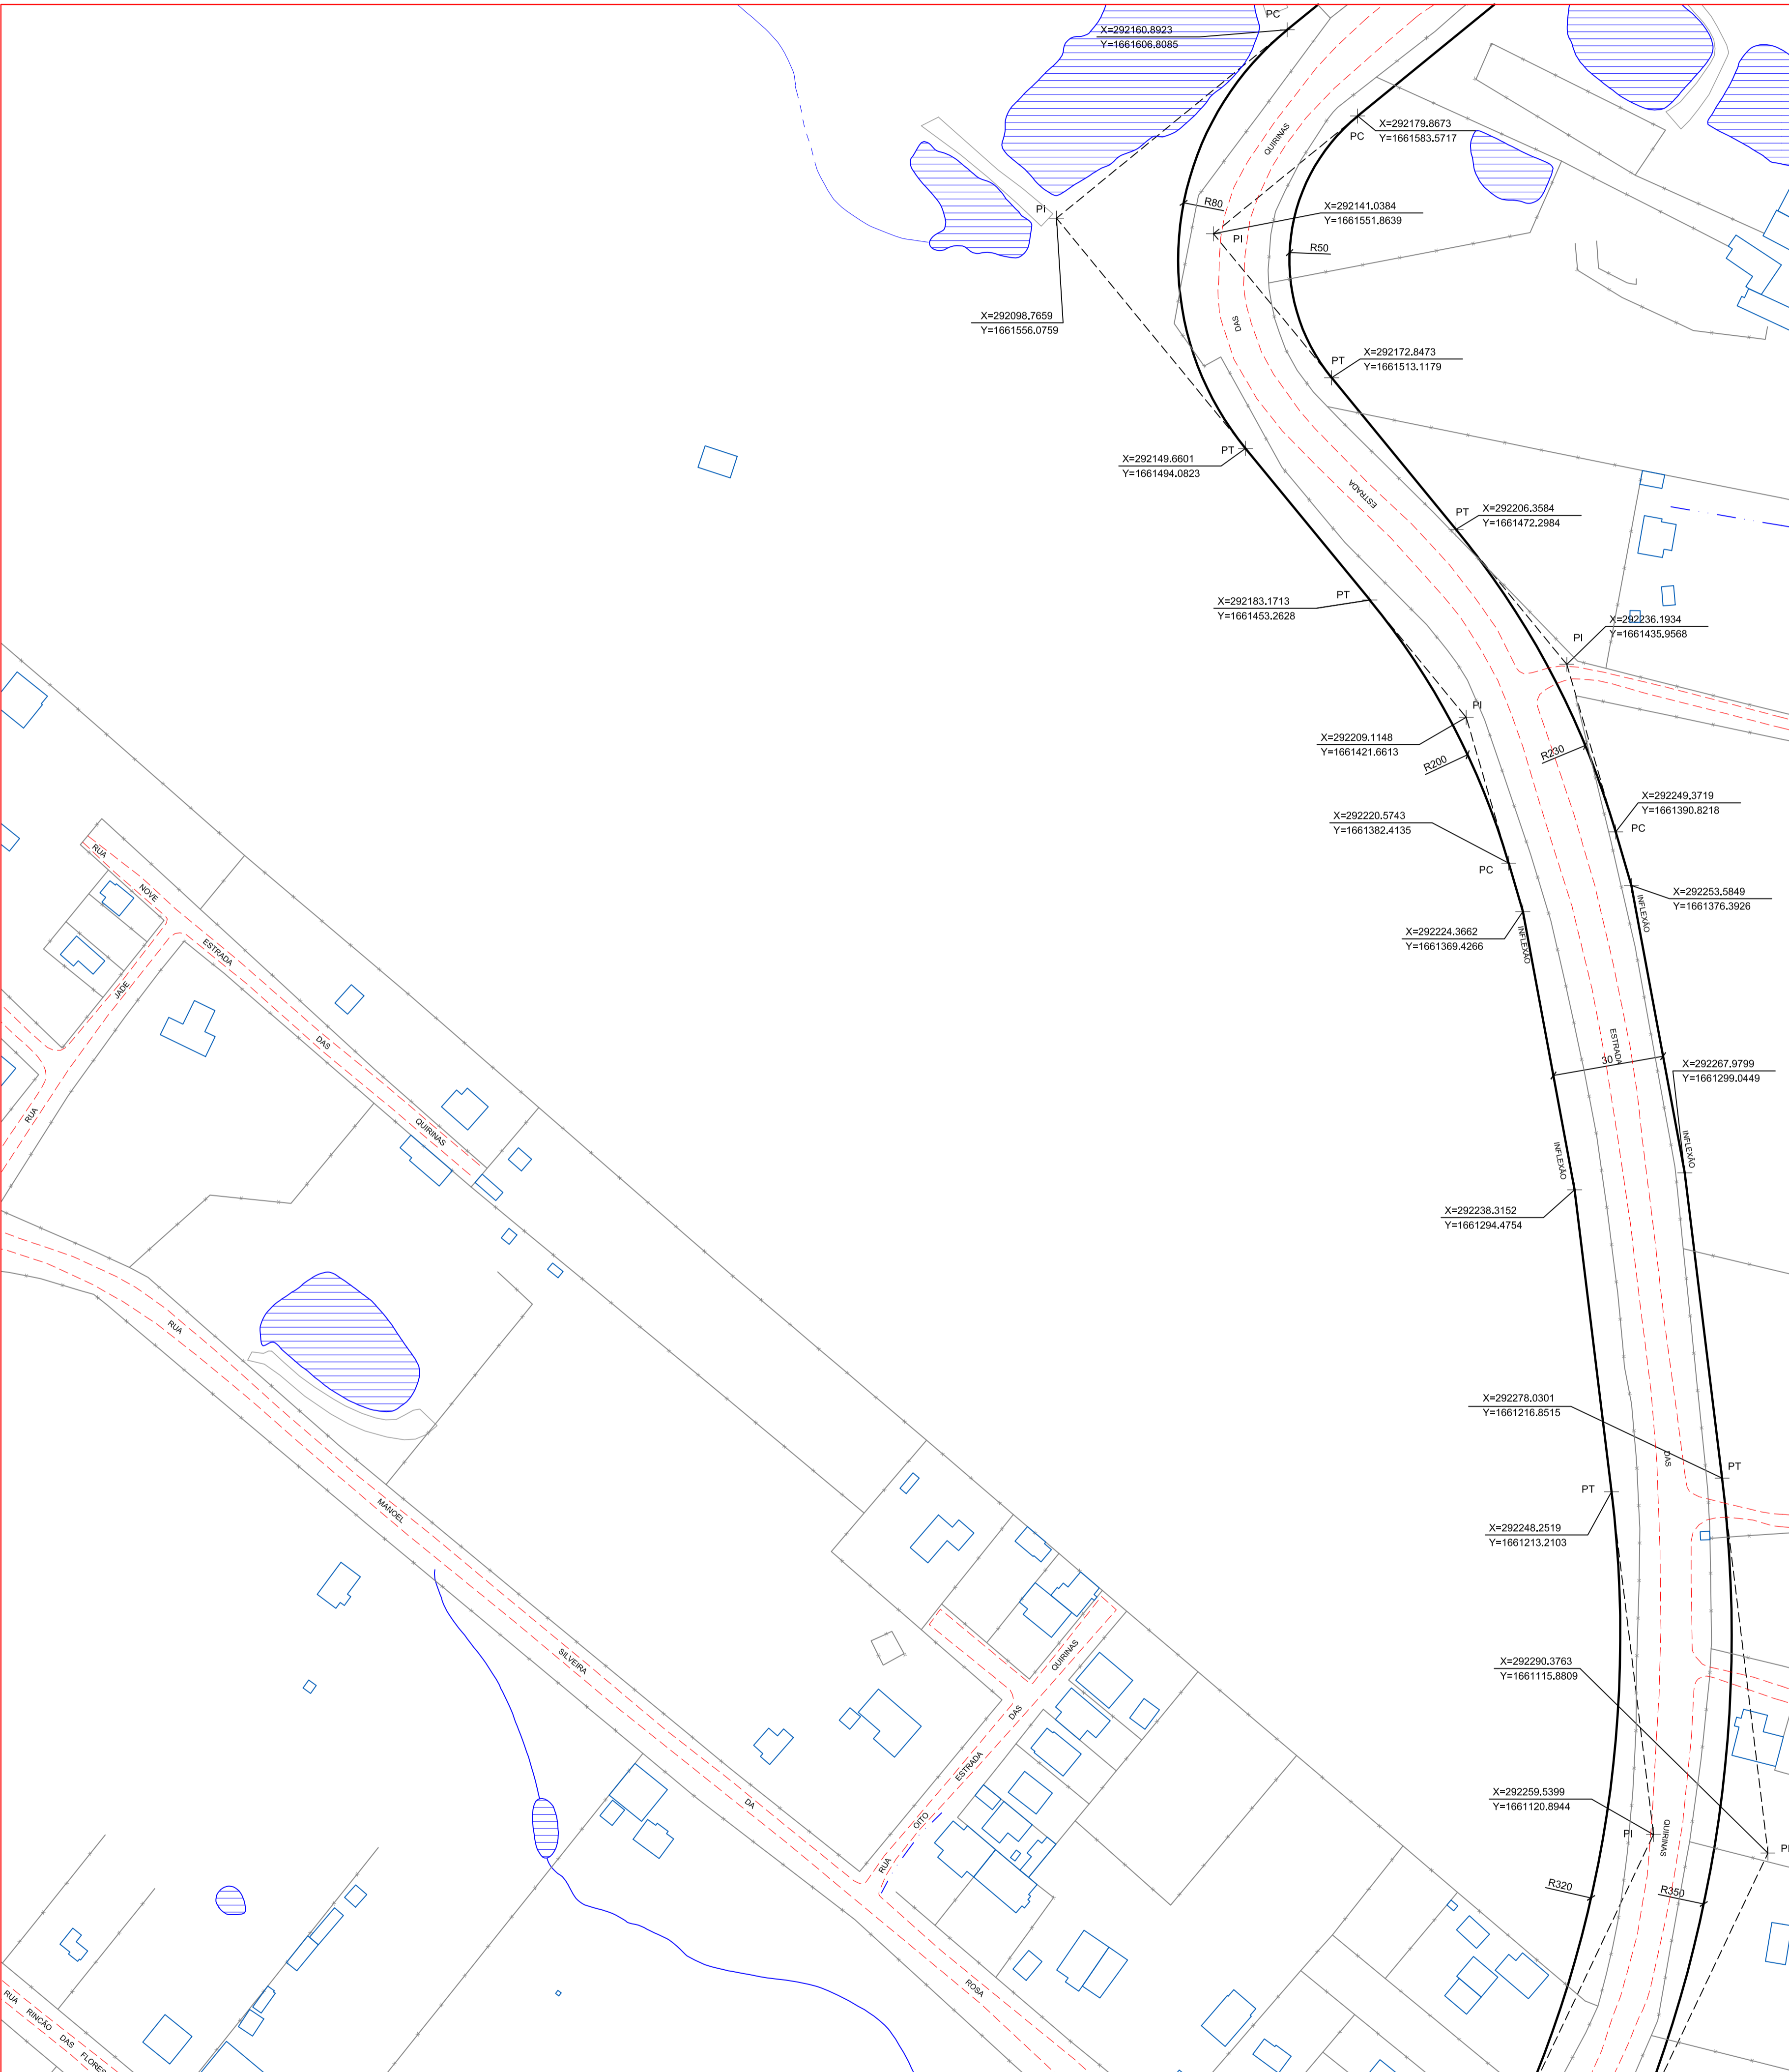 PC
X=292160.8923
Y=1661606.8085
QUIRINAS
X=292179.8673
Y=1661583.5717
PC
R80
PI
X=292141.0384
Y=1661551.8639
PI
R50
DAS
X=292098.7659
Y=1661556.0759
X=292172.8473
Y=1661513.1179
PT
PT
X=292149.6601
Y=1661494.0823
ESTRADA
PT
X=292206.3584
Y=1661472.2984
X=292183.1713
Y=1661453.2628
PT
X=292236.1934
Y=1661435.9568
PI
PI
X=292209.1148
Y=1661421.6613
R200
R230
X=292249.3719
Y=1661390.8218
PC
X=292220.5743
Y=1661382.4135
PC
X=292253.5849
Y=1661376.3926
INFLEXÃO
X=292224.3662
Y=1661369.4266
INFLEXÃO
RUA
NOVE
ESTRADA
DAS
QUIRINAS
JADE
RUA
ESTRADA
30
X=292267.9799
Y=1661299.0449
INFLEXÃO
INFLEXÃO
X=292238.3152
Y=1661294.4754
RUA
MANOEL
SILVEIRA
DA
ROSA
X=292278.0301
Y=1661216.8515
DAS
PT
PT
X=292248.2519
Y=1661213.2103
QUIRINAS
DAS
ESTRADA
OITO
RUA
X=292290.3763
Y=1661115.8809
X=292259.5399
Y=1661120.8944
PI
QUIRINAS
PI
R320
R350
RUA
RINCÃO
DAS
FLORES